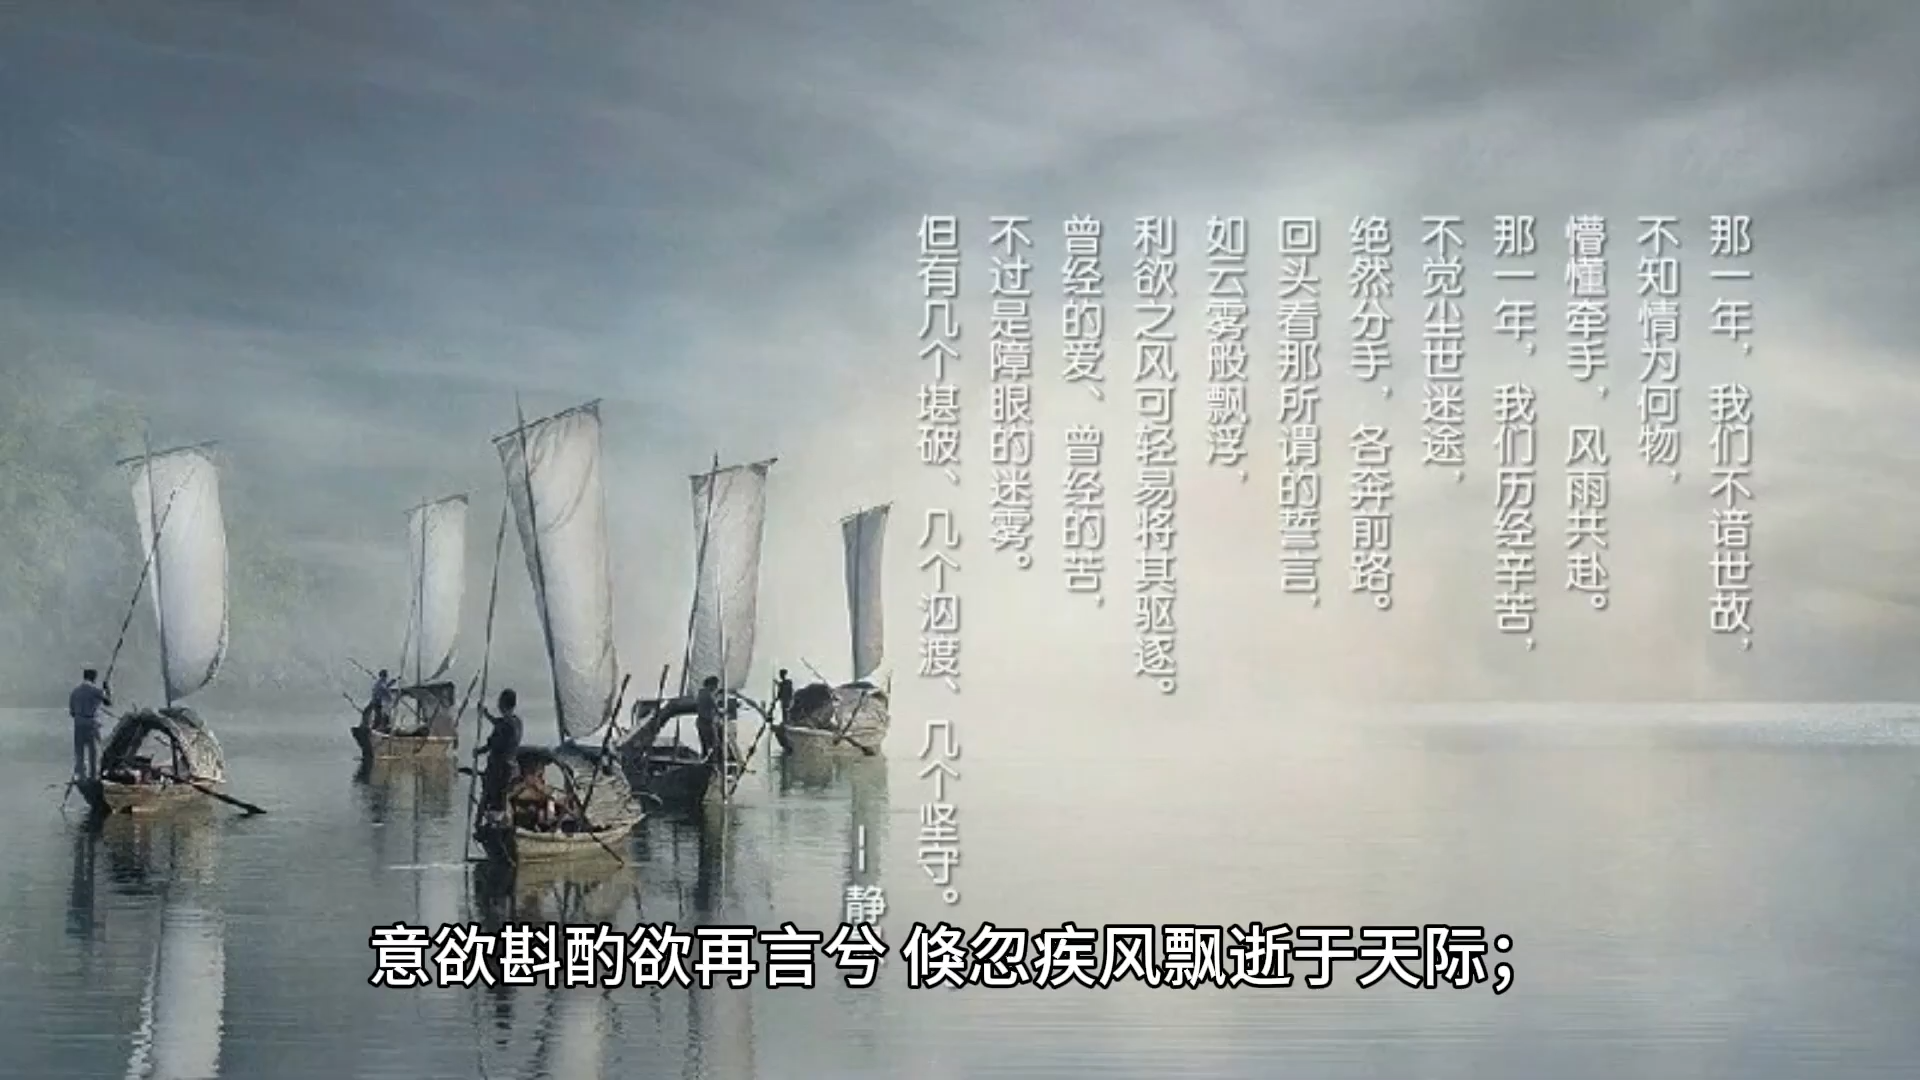 那一年，我们不谙世故，
不知情为何物，
懵懂牵手，风雨共赴。
那一年，我们历经辛苦，
不觉尘世迷途，
绝然分手，各奔前路。
回头看那所谓的誓言，
如云雾般飘浮，
利欲之风可轻易将其驱逐。
曾经的爱、曾经的苦，
不过是障眼的迷雾。
但有几个堪破、几个泅渡、几个坚守。
--静
意欲斟酌欲再言兮 倏忽疾风飘逝于天际；